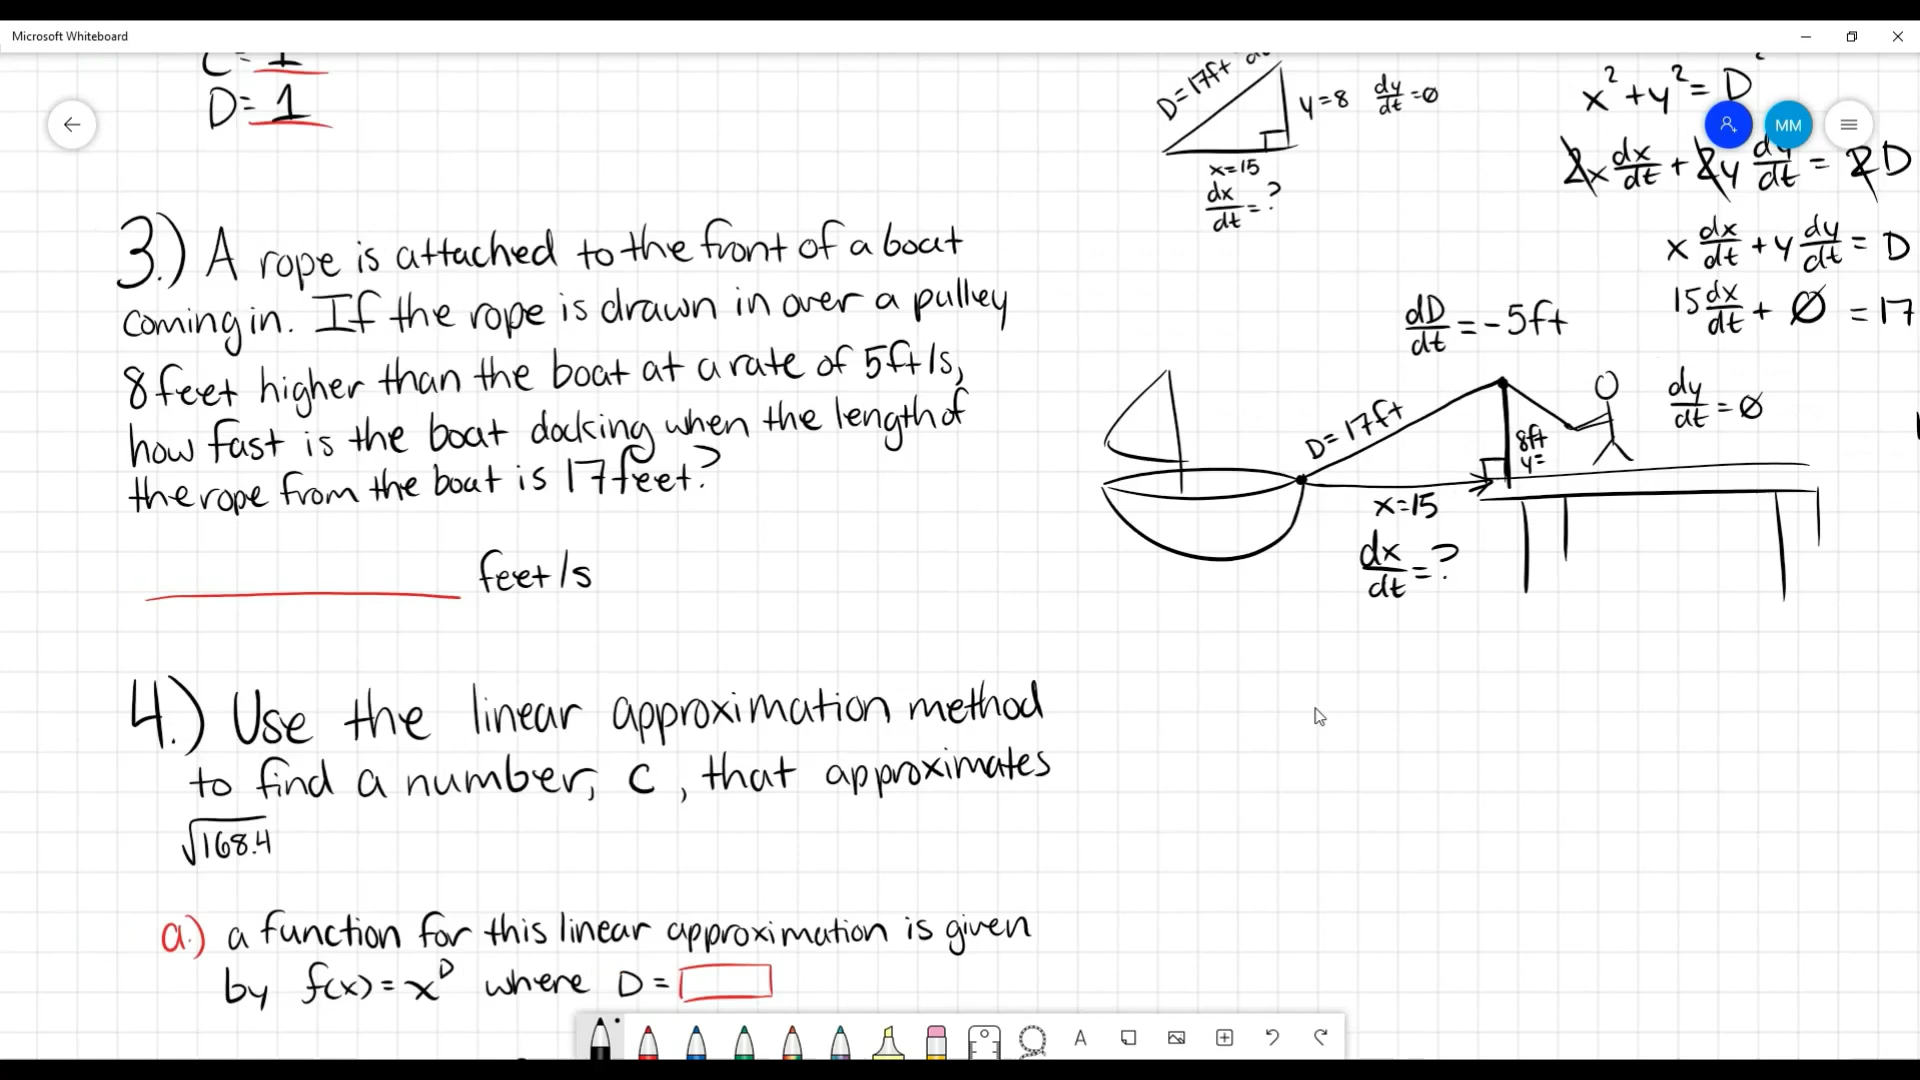 Microsoft Whiteboard
C = 1
D = 1
3.) A rope is attached to the front of a boat
coming in. If the rope is drawn in over a pulley
8 feet higher than the boat at a rate of 5ft/s,
how fast is the boat docking when the length of
the rope from the boat is 17 feet?
feet/s
4.) Use the linear approximation method
to find a number, c, that approximates
√168.4
a.) a function for this linear approximation is given
by f(x) = x^D where D =
D = 17ft
y = 8 dy/dt = ∅
x = 15
dx/dt = ?
x² + y² = D²
MM
2x dx/dt + 2y dy/dt = 2D
x dx/dt + y dy/dt = D
15 dx/dt + ∅ = 17
dD/dt = -5ft
dy/dt = ∅
D = 17ft
8ft
y=
x = 15
dx/dt = ?
A